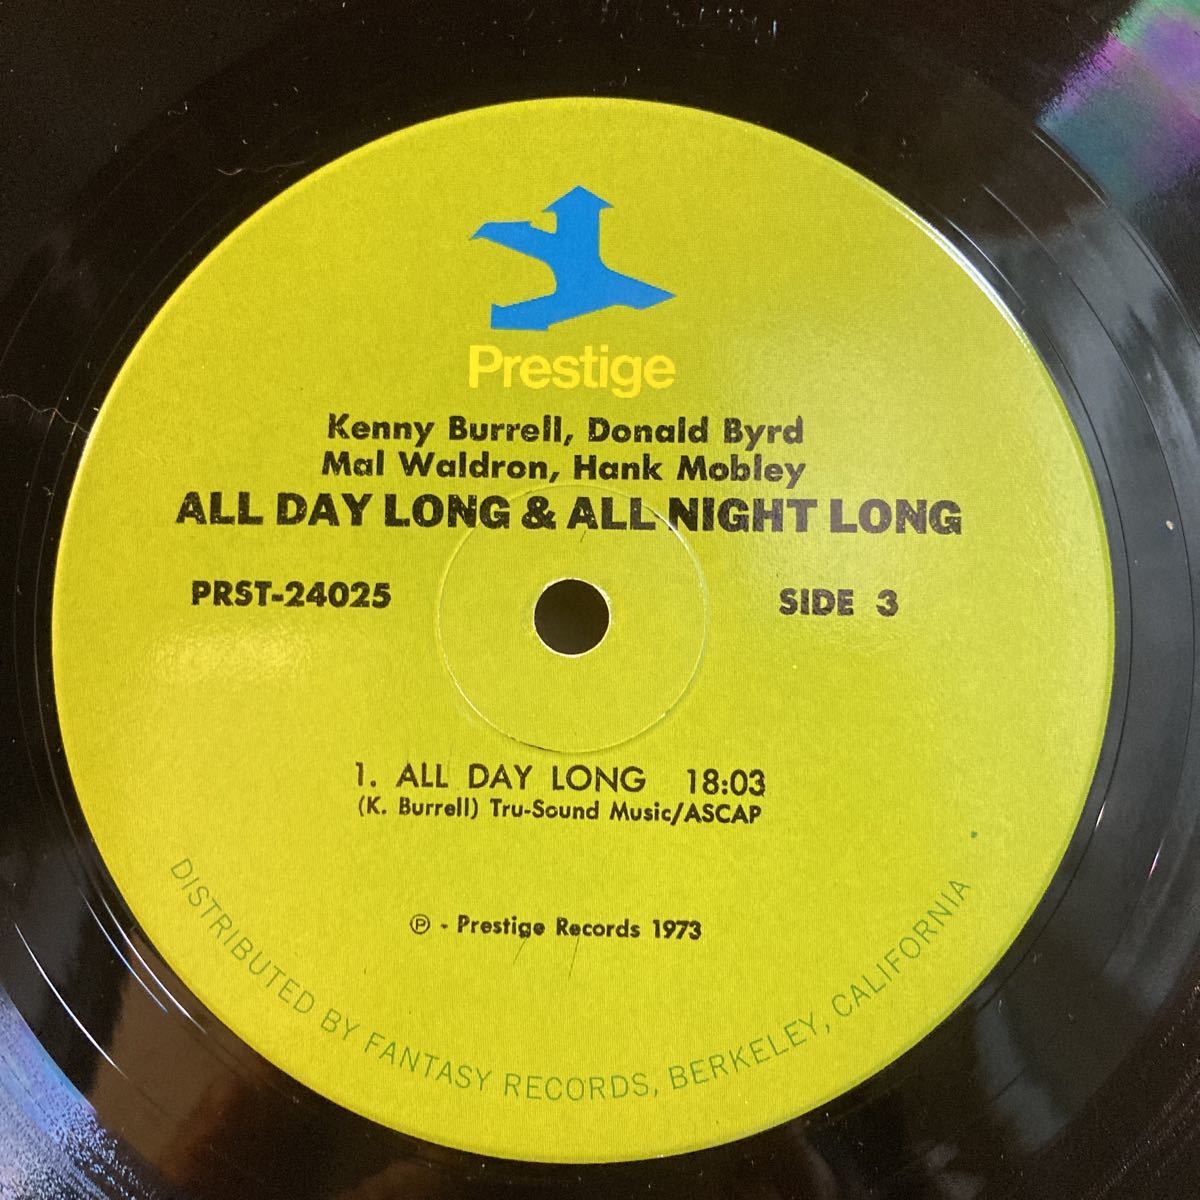 Prestige
Kenny Burrell, Donald Byrd
Mal Waldron, Hank Mobley
ALL DAY LONG & ALL NIGHT LONG
PRST-24025
SIDE 3
1. ALL DAY LONG 18:03
(K. Burrell) Tru-Sound Music/ASCAP
℗ - Prestige Records 1973
DISTRIBUTED BY FANTASY RECORDS, BERKELEY, CALIFORNIA